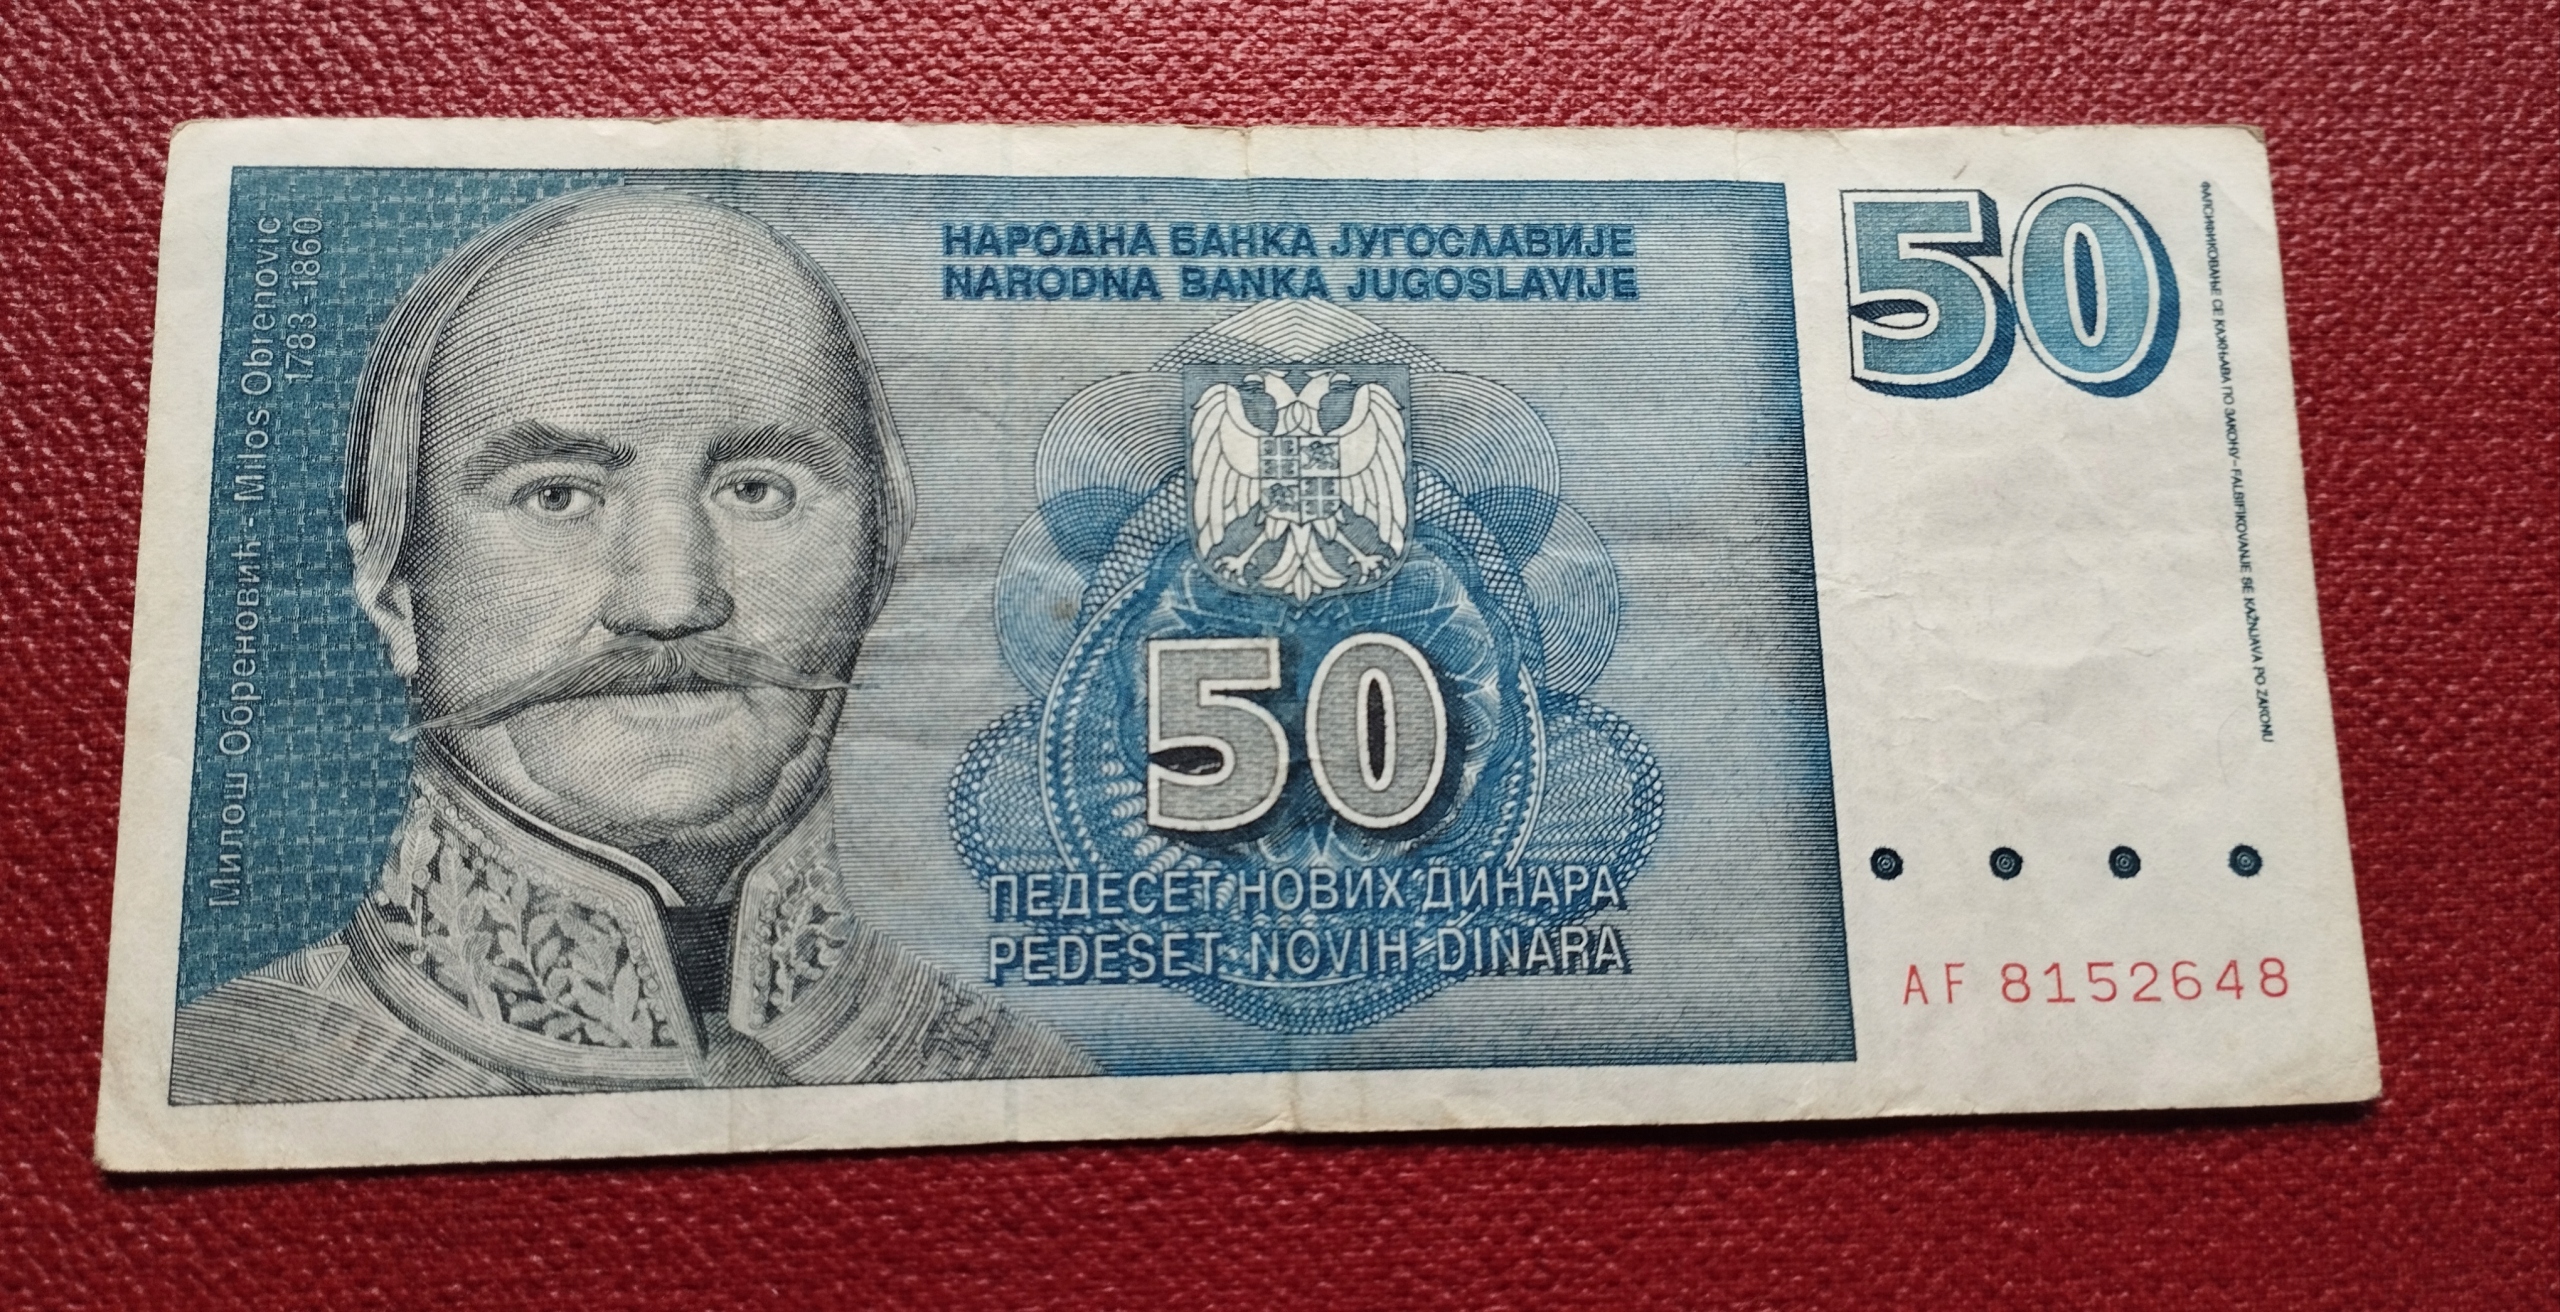 Милош Обреновић - Milos Obrenovic
1783-1860
НАРОДНА БАНКА ЈУГОСЛАВИЈЕ
NARODNA BANKA JUGOSLAVIJE
50
50
ПЕДЕСЕТ НОВИХ ДИНАРА
PEDESET NOVIH DINARA
ФАЛСИФИКОВАЊЕ СЕ КАЖЊАВА ПО ЗАКОНУ-FALSIFIKOVANJE SE KAŽNJAVA PO ZAKONU
AF 8152648